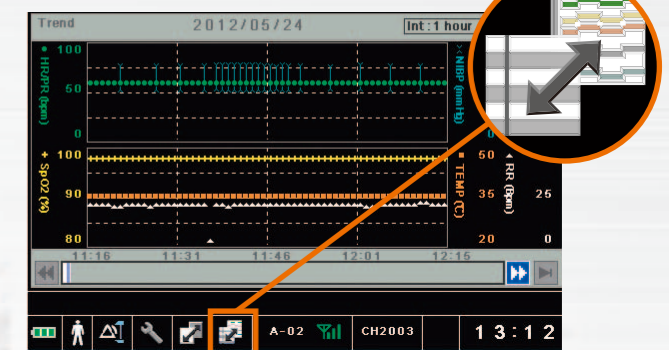 Trend 2012/05/24 Int:1 hour
100
50
0
● HR/PR (bpm)
NIBP (mmHg)
0
100
90
80
+ SpO2 (%)
50
35
20
■ TEMP (℃)
▲ RR (Bpm)
25
0
11:16 11:31 11:46 12:01 12:15
A-02 CH2003 13:12